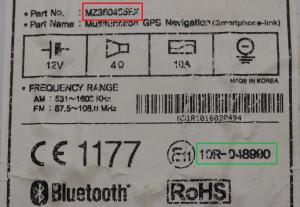 Part No. :
Part Name : Multifunction GPS Navigation(Smartphone-link)
12V 4Ω 10A
MADE IN KOREA
FREQUENCY RANGE
AM : 531~1602 KHz
FM : 87.5~108.0 MHz
CE 1177 E11 10R-048990
Bluetooth RoHS